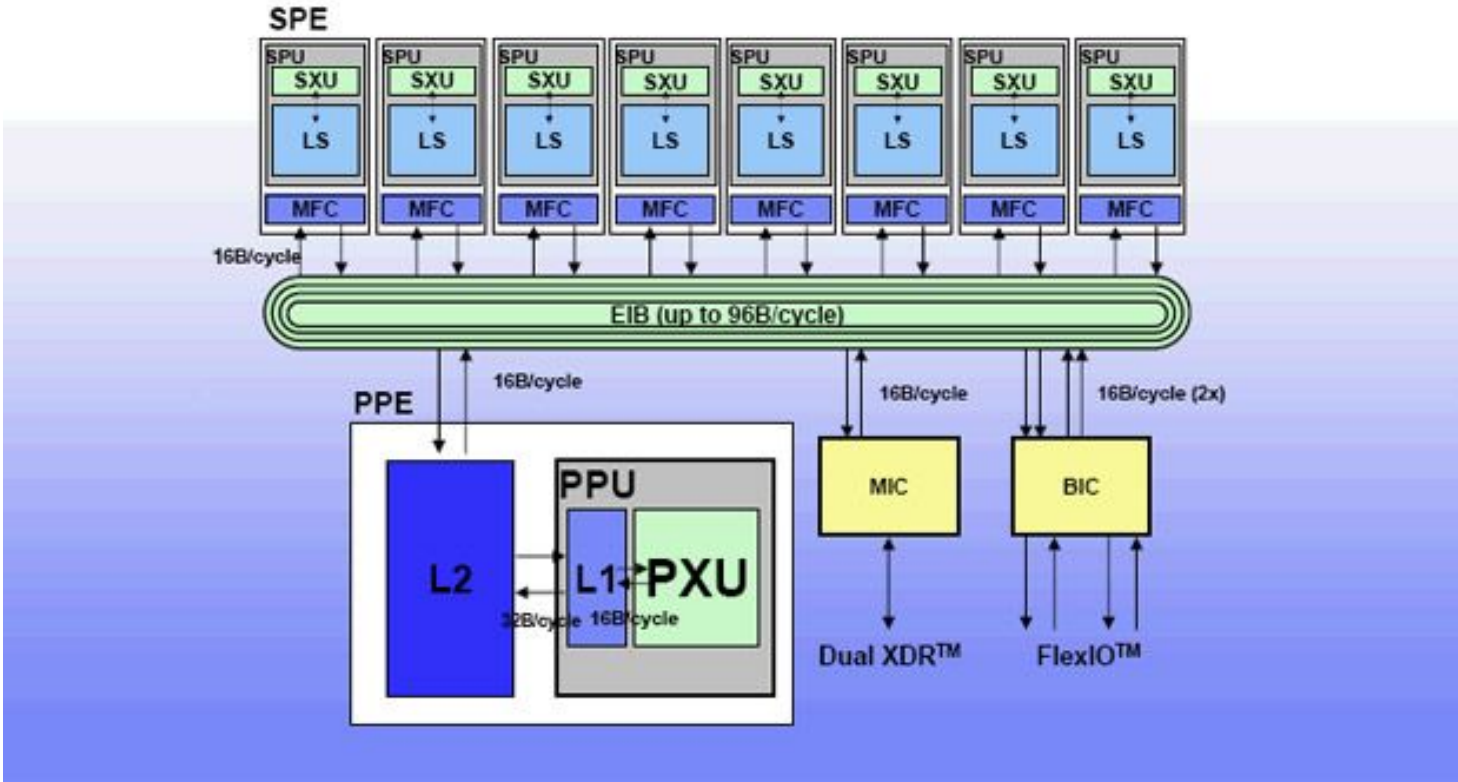 SPE
SPU SPU SPU SPU SPU SPU SPU SPU
SXU SXU SXU SXU SXU SXU SXU SXU
LS LS LS LS LS LS LS LS
MFC MFC MFC MFC MFC MFC MFC MFC
16B/cycle
EIB (up to 96B/cycle)
16B/cycle 16B/cycle 16B/cycle (2x)
PPE
PPU
MIC BIC
L2 L1 PXU
32B/cycle 16B/cycle
Dual XDR™ FlexIO™